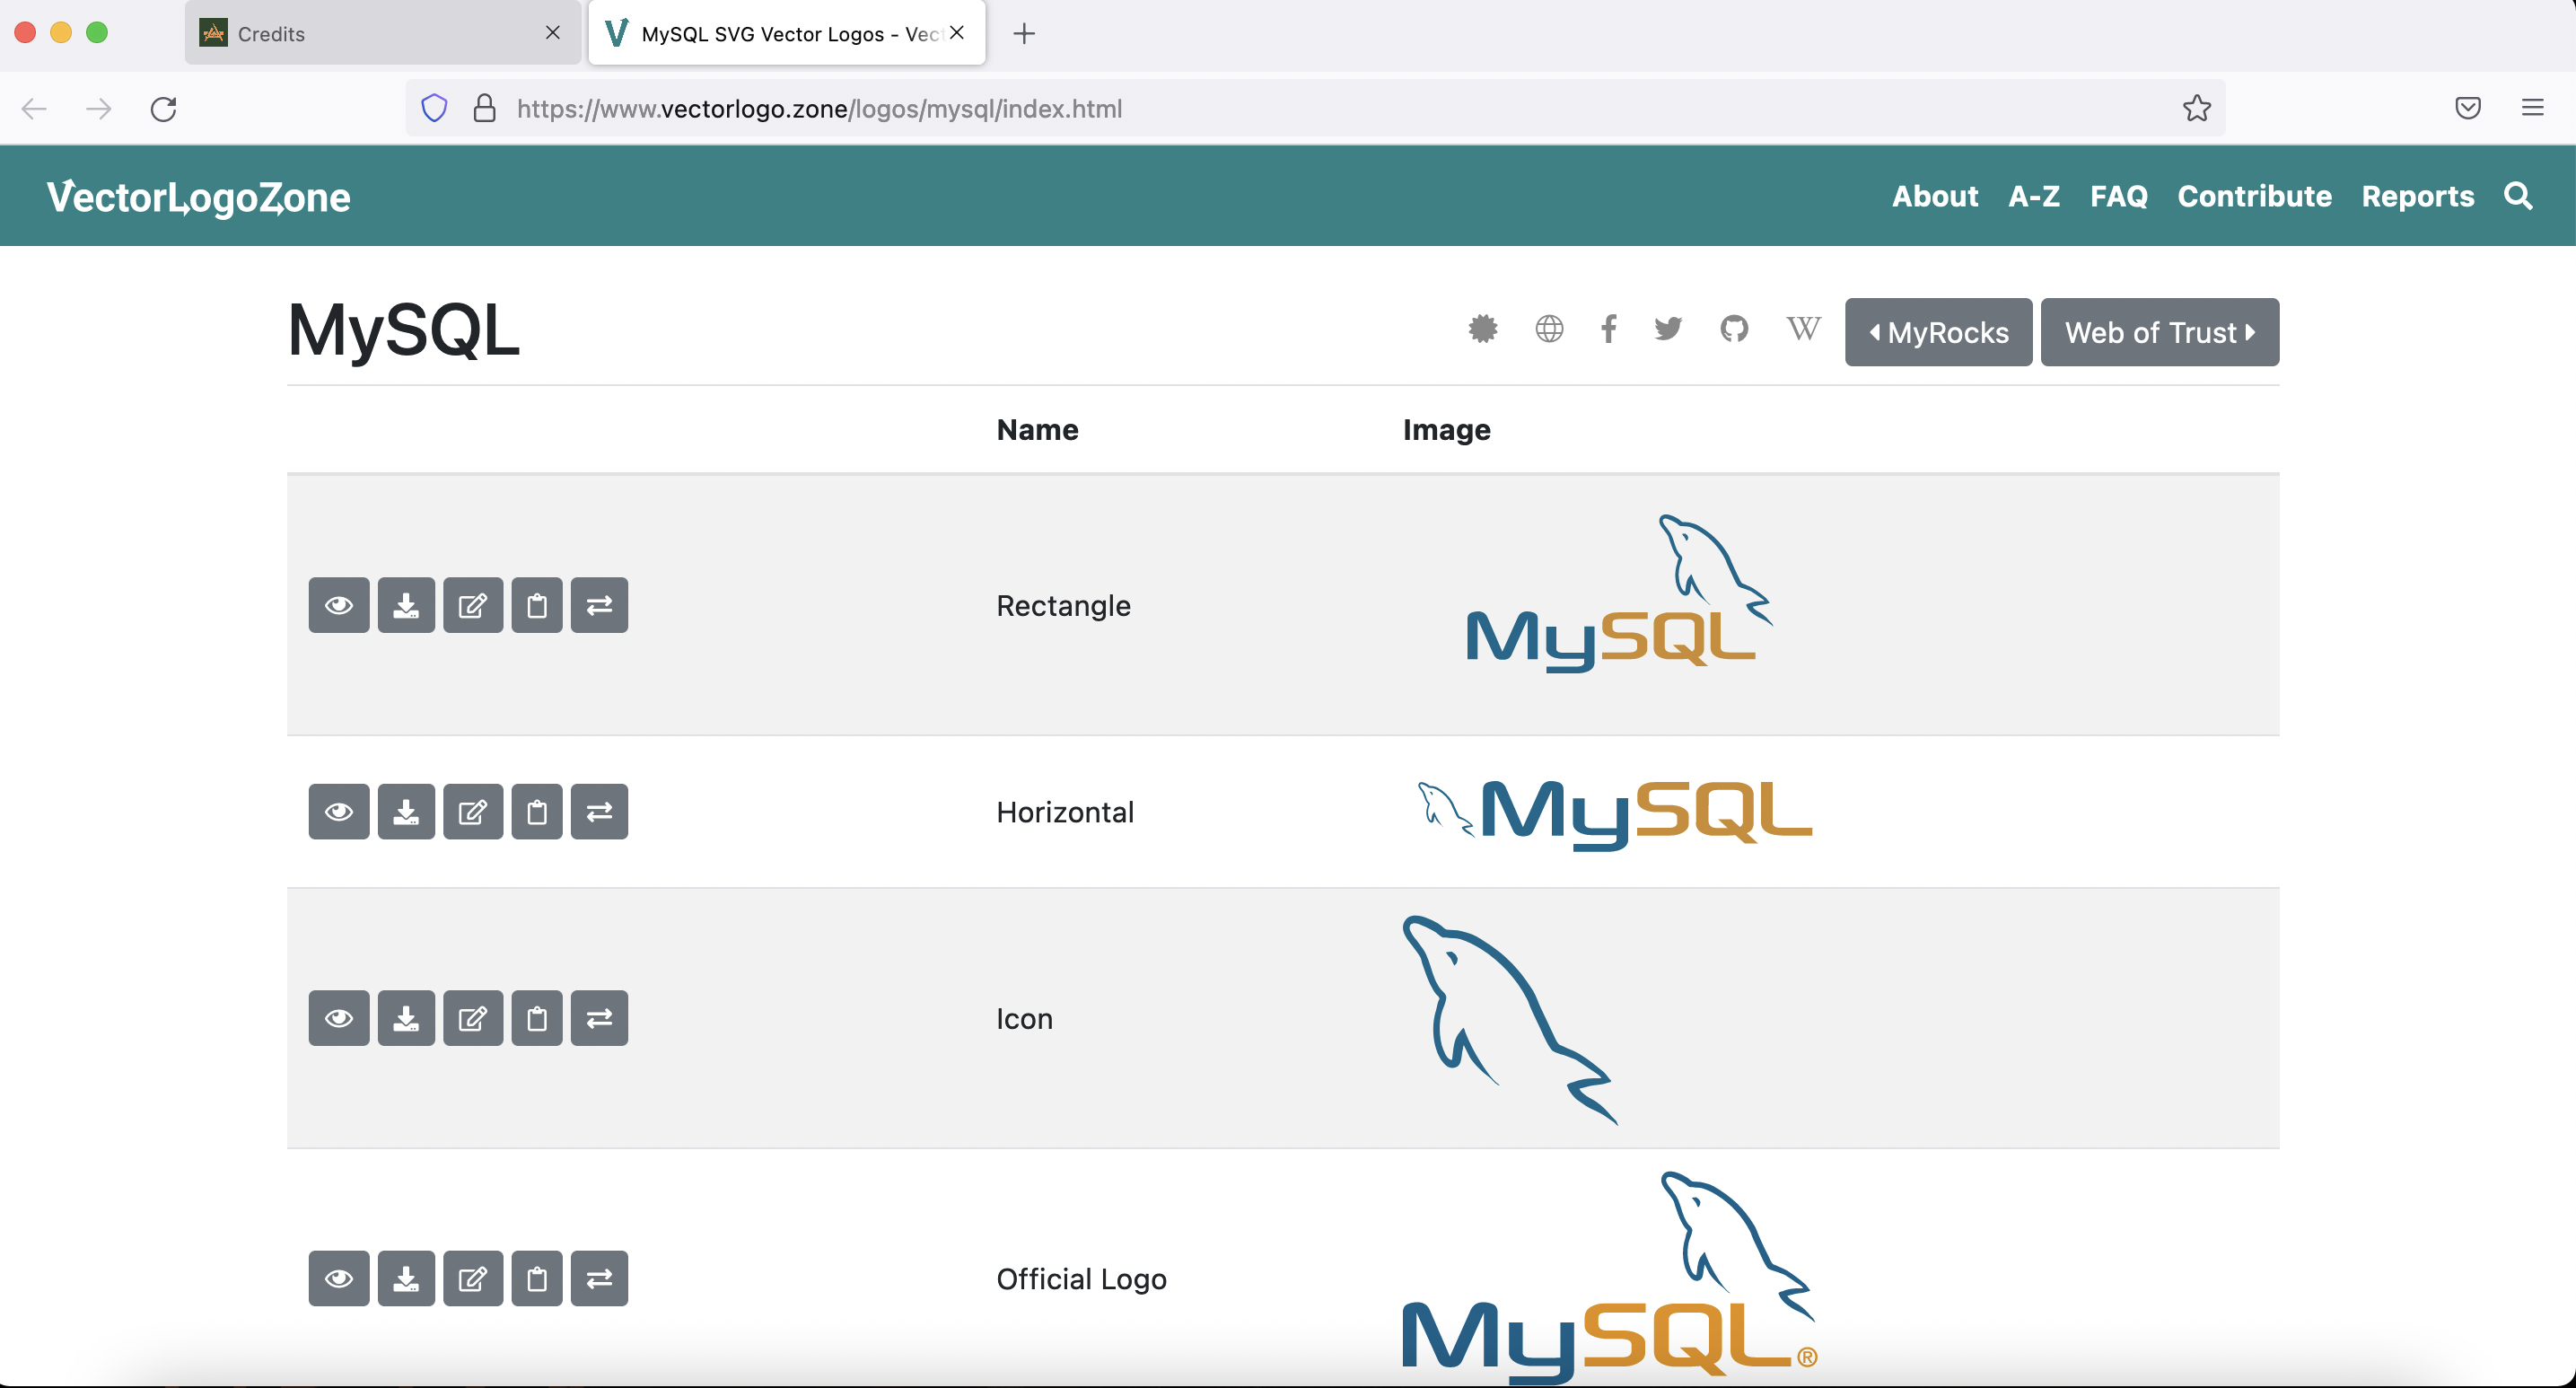 Credits
MySQL SVG Vector Logos - Vect
https://www.vectorlogo.zone/logos/mysql/index.html
VectorLogoZone
About A-Z FAQ Contribute Reports
MySQL
W MyRocks Web of Trust
Name Image
Rectangle
MySQL
Horizontal
MySQL
Icon
Official Logo
MySQL®